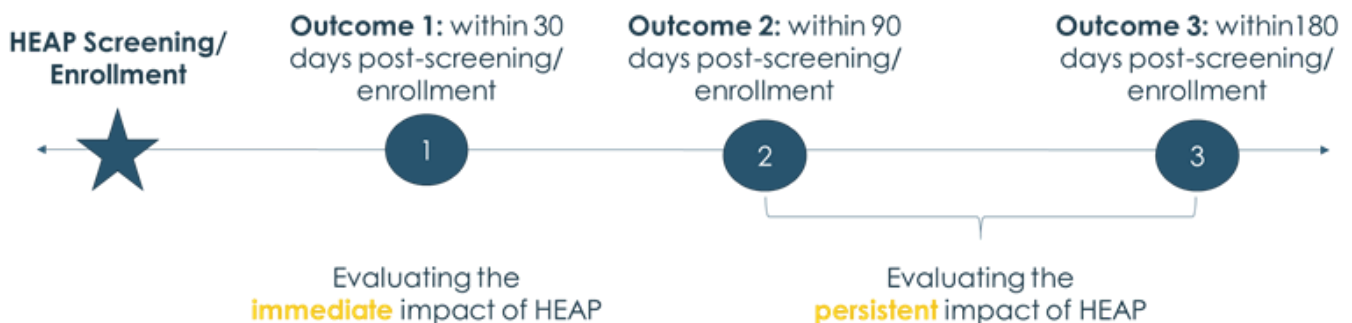 HEAP Screening/
Enrollment
Outcome 1: within 30
days post-screening/
enrollment
Outcome 2: within 90
days post-screening/
enrollment
Outcome 3: within180
days post-screening/
enrollment
1
2
3
Evaluating the
immediate impact of HEAP
Evaluating the
persistent impact of HEAP